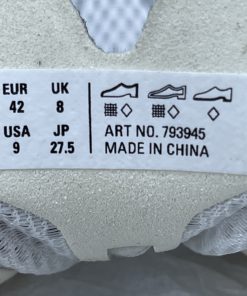 EUR UK
42 8
USA JP
9 27.5
ART NO. 793945
MADE IN CHINA